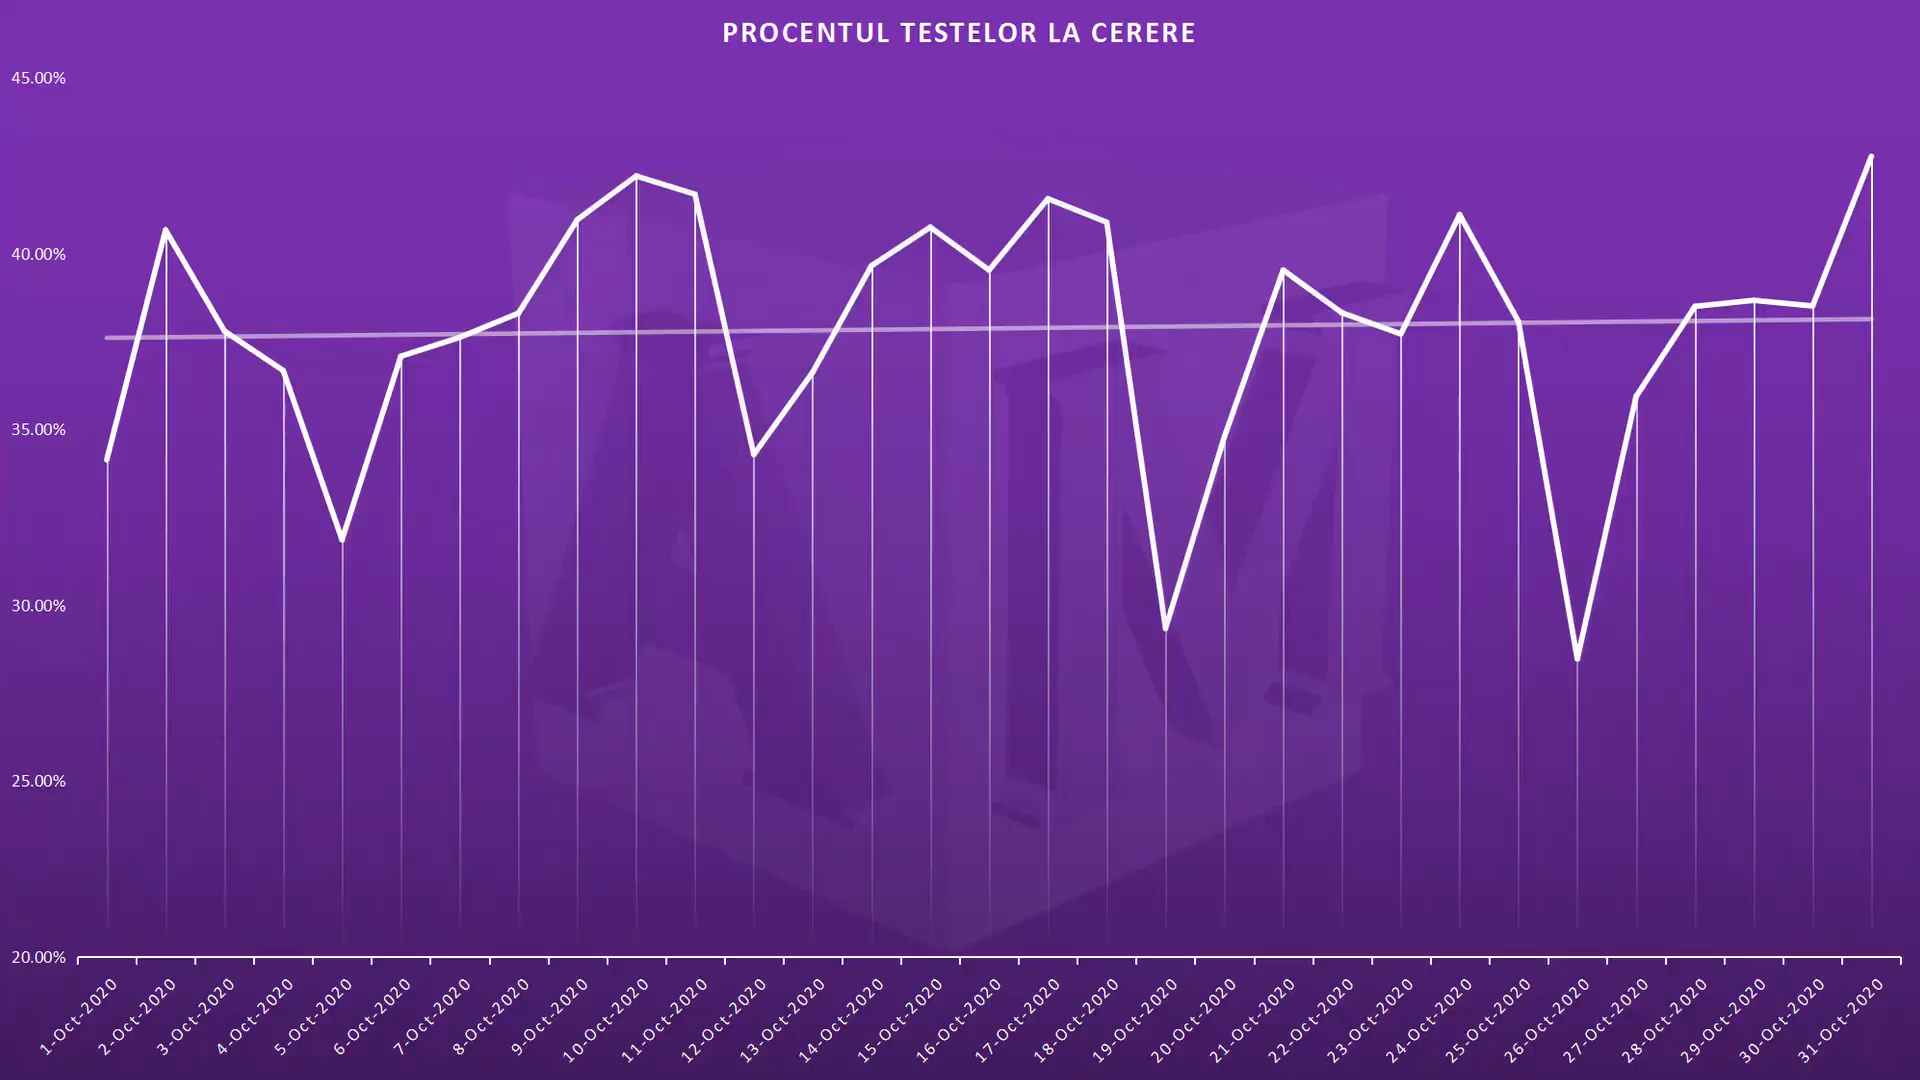 PROCENTUL TESTELOR LA CERERE
45.00%
40.00%
35.00%
30.00%
25.00%
20.00%
1-Oct-2020
2-Oct-2020
3-Oct-2020
4-Oct-2020
5-Oct-2020
6-Oct-2020
7-Oct-2020
8-Oct-2020
9-Oct-2020
10-Oct-2020
11-Oct-2020
12-Oct-2020
13-Oct-2020
14-Oct-2020
15-Oct-2020
16-Oct-2020
17-Oct-2020
18-Oct-2020
19-Oct-2020
20-Oct-2020
21-Oct-2020
22-Oct-2020
23-Oct-2020
24-Oct-2020
25-Oct-2020
26-Oct-2020
27-Oct-2020
28-Oct-2020
29-Oct-2020
30-Oct-2020
31-Oct-2020